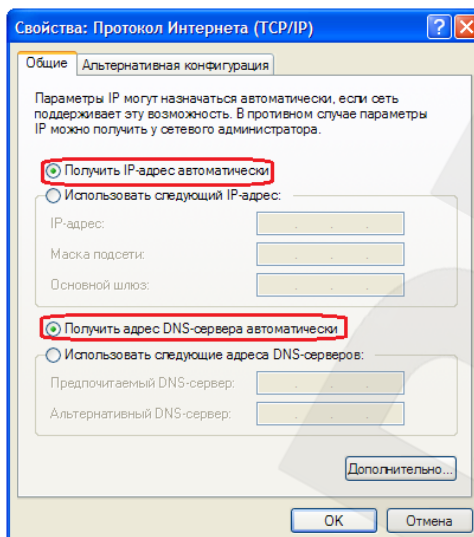 Свойства: Протокол Интернета (TCP/IP)
Общие Альтернативная конфигурация
Параметры IP могут назначаться автоматически, если сеть
поддерживает эту возможность. В противном случае параметры
IP можно получить у сетевого администратора.
Получить IP-адрес автоматически
Использовать следующий IP-адрес:
IP-адрес:
Маска подсети:
Основной шлюз:
Получить адрес DNS-сервера автоматически
Использовать следующие адреса DNS-серверов:
Предпочитаемый DNS-сервер:
Альтернативный DNS-сервер:
Дополнительно...
OK Отмена